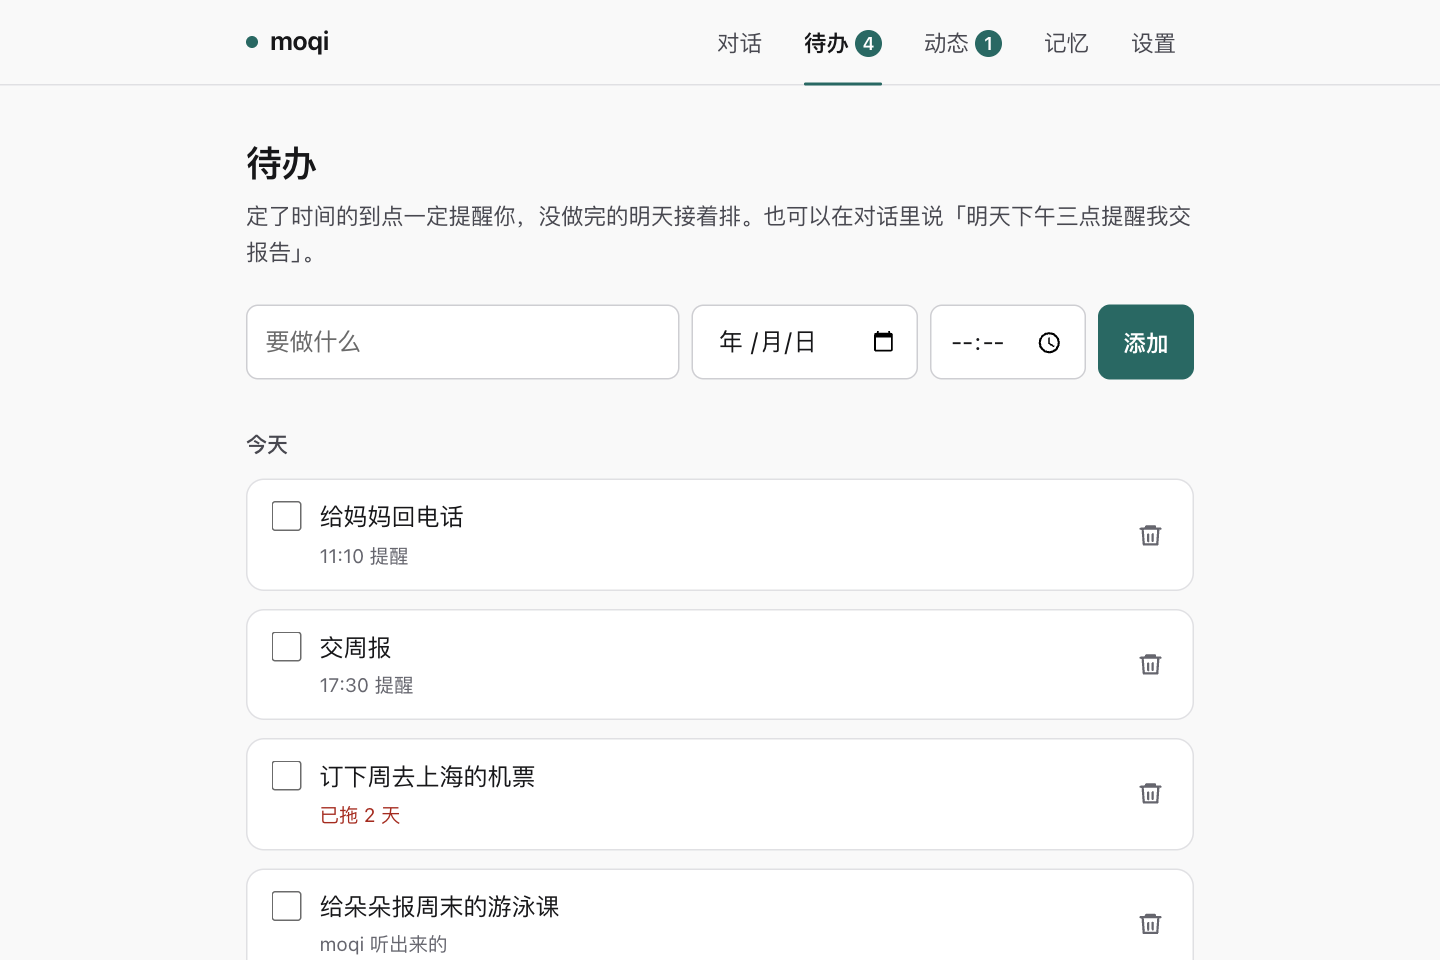 moqi
对话
待办 4
动态 1
记忆
设置
待办
定了时间的到点一定提醒你，没做完的明天接着排。也可以在对话里说「明天下午三点提醒我交
报告」。
要做什么
年 /月/日
--:--
添加
今天
给妈妈回电话
11:10 提醒
交周报
17:30 提醒
订下周去上海的机票
已拖 2 天
给朵朵报周末的游泳课
moqi 听出来的